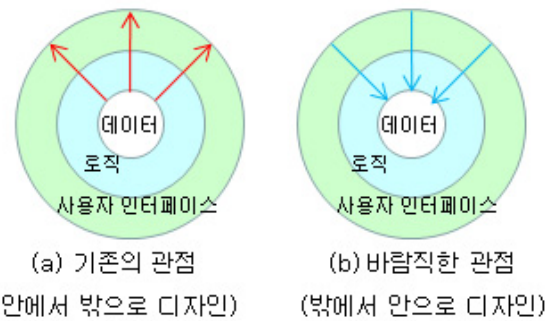 데이터
로직
사용자 인터페이스
(a) 기존의 관점
안에서 밖으로 디자인)
데이터
로직
사용자 인터페이스
(b) 바람직한 관점
(밖에서 안으로 디자인)